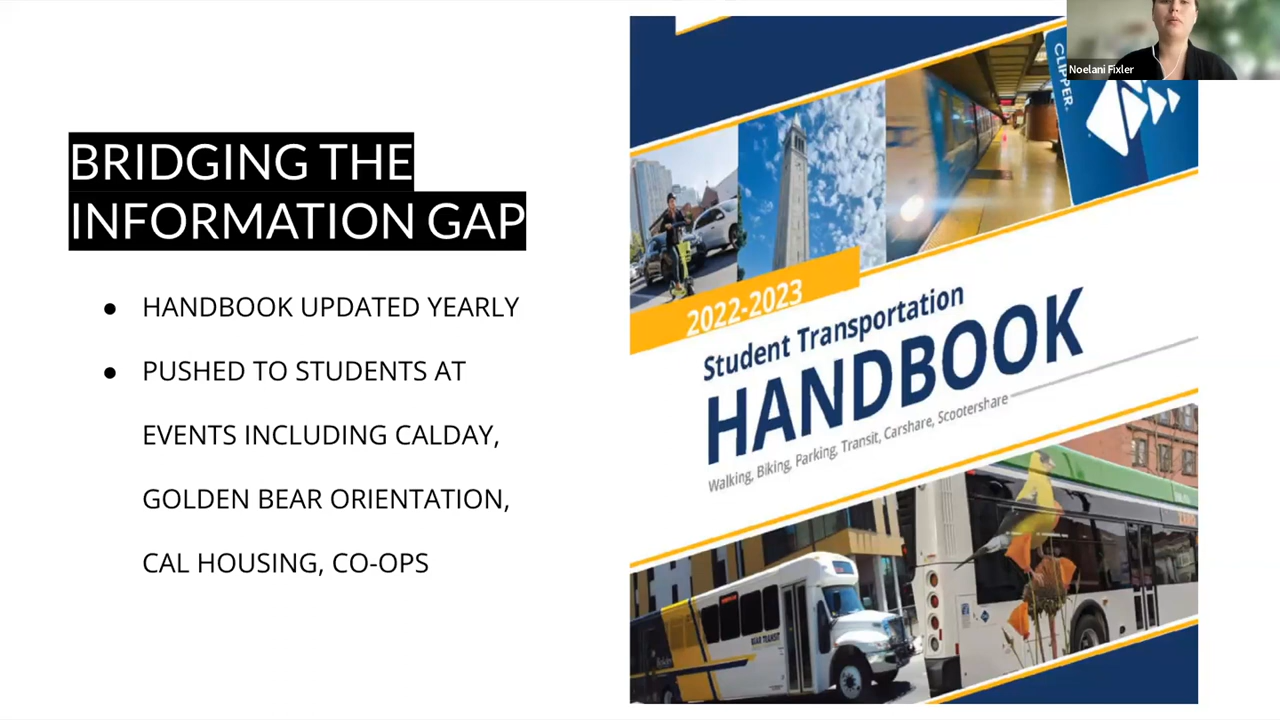 BRIDGING THE
INFORMATION GAP
● HANDBOOK UPDATED YEARLY
● PUSHED TO STUDENTS AT
EVENTS INCLUDING CALDAY,
GOLDEN BEAR ORIENTATION,
CAL HOUSING, CO-OPS
Noelani Fixler
CLIPPER.
2022-2023
Student Transportation
HANDBOOK
Walking, Biking, Parking, Transit, Carshare, Scootershare
BEAR TRANSIT